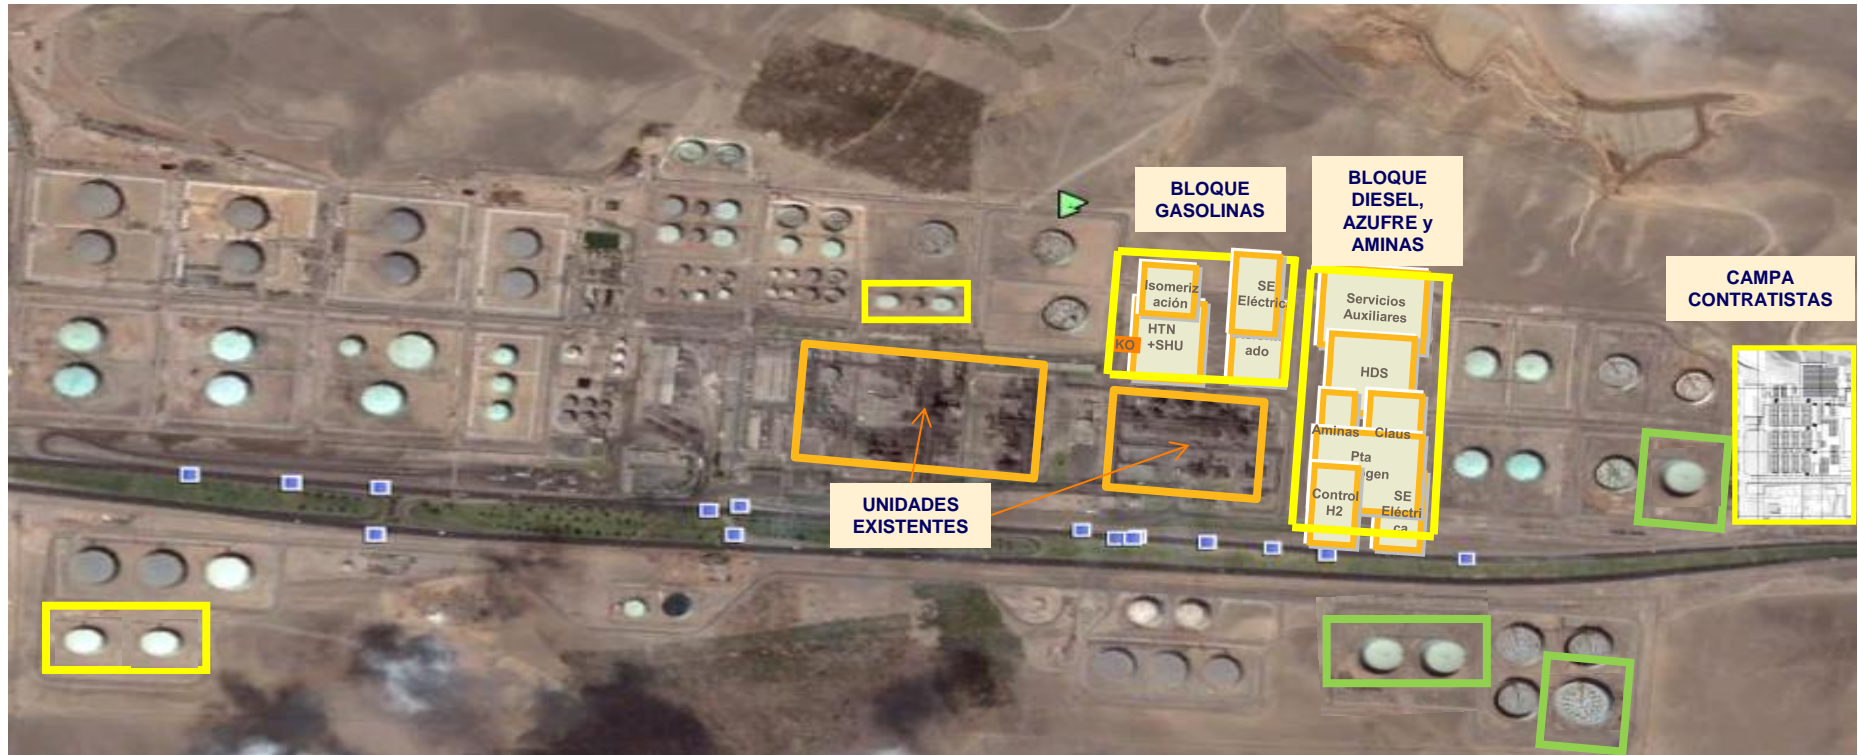 BLOQUE
GASOLINAS
BLOQUE
DIESEL,
AZUFRE y
AMINAS
CAMPA
CONTRATISTAS
Isomeriz
ación
SE
Eléctric
HTN
+SHU
KO
ado
Servicios
Auxiliares
HDS
Aminas
Claus
Pta
gen
Control
H2
SE
Eléctri
ca
UNIDADES
EXISTENTES